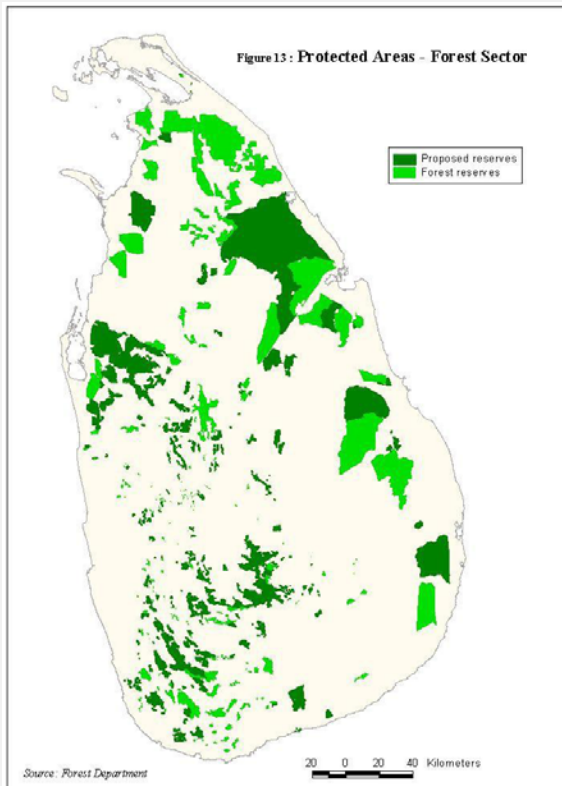 Figure 13 : Protected Areas - Forest Sector
Proposed reserves
Forest reserves
20 0 20 40 Kilometers
Source: Forest Department